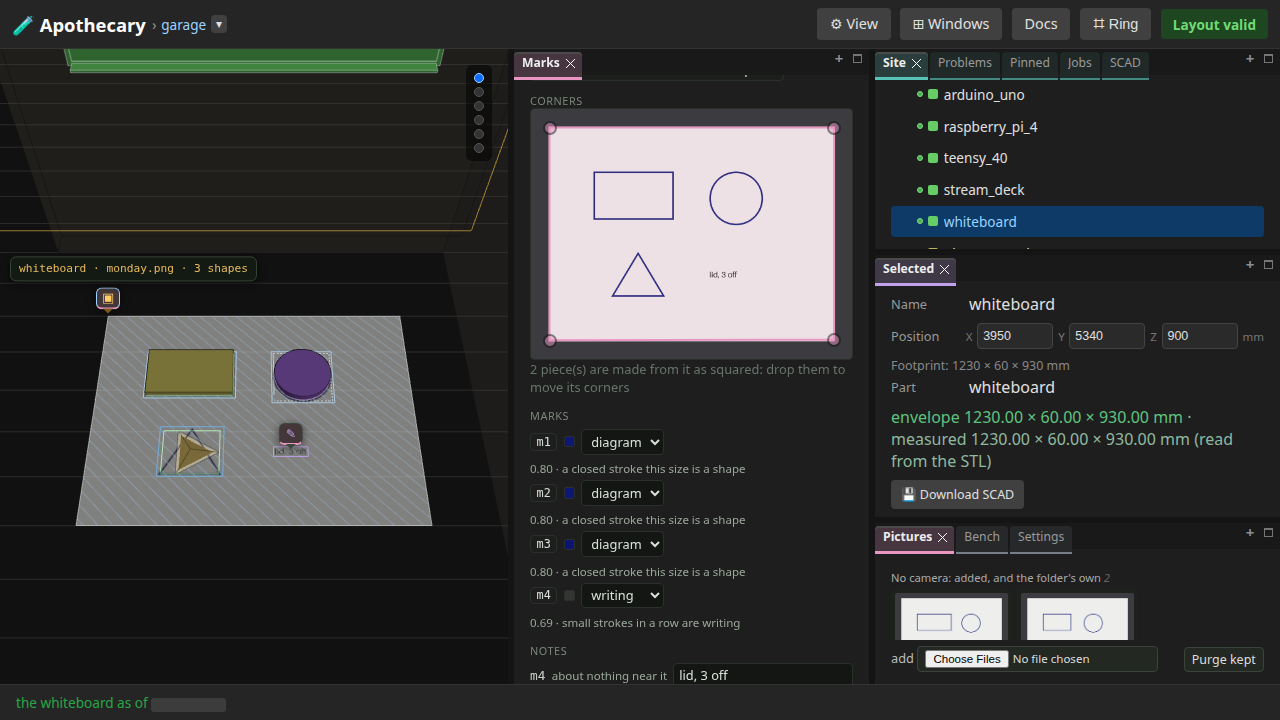 Apothecary › garage
View
Windows
Docs
Ring
Layout valid
whiteboard · monday.png · 3 shapes
lid, 3 off
Marks
CORNERS
lid, 3 off
2 piece(s) are made from it as squared: drop them to
move its corners
MARKS
m1 diagram
0.80 · a closed stroke this size is a shape
m2 diagram
0.80 · a closed stroke this size is a shape
m3 diagram
0.80 · a closed stroke this size is a shape
m4 writing
0.69 · small strokes in a row are writing
NOTES
m4 about nothing near it lid, 3 off
Site
Problems
Pinned
Jobs
SCAD
arduino_uno
raspberry_pi_4
teensy_40
stream_deck
whiteboard
Selected
Name whiteboard
Position X 3950 Y 5340 Z 900 mm
Footprint: 1230 × 60 × 930 mm
Part whiteboard
envelope 1230.00 × 60.00 × 930.00 mm ·
measured 1230.00 × 60.00 × 930.00 mm (read
from the STL)
Download SCAD
Pictures
Bench
Settings
No camera: added, and the folder's own 2
add Choose Files No file chosen
Purge kept
the whiteboard as of